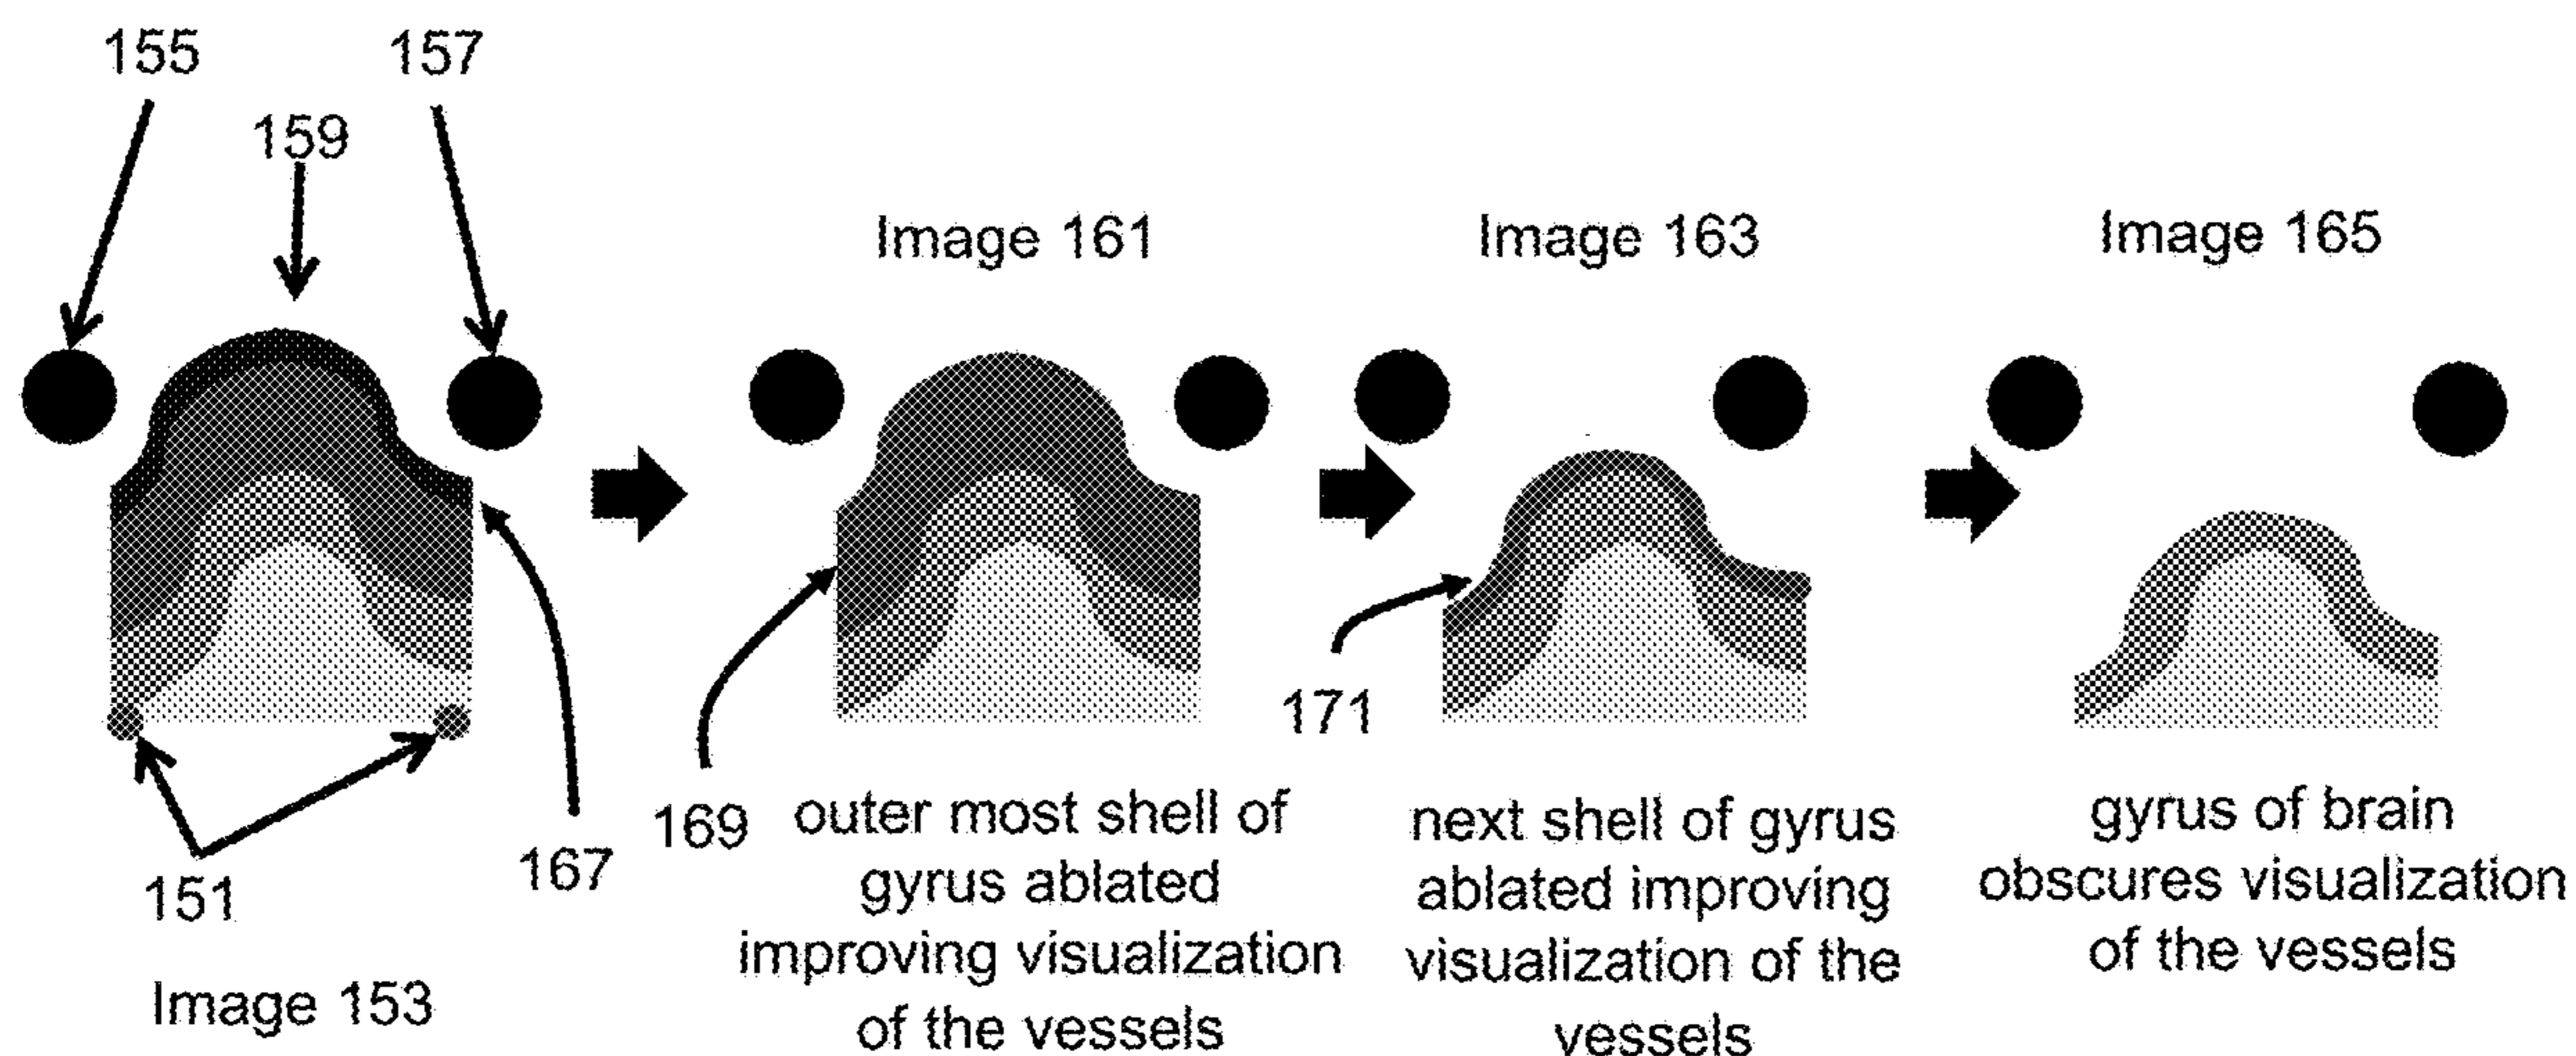 155
157
159
Image 161
Image 163
Image 165
171
151
167
169
Image 153
outer most shell of
gyrus ablated
improving visualization
of the vessels
next shell of gyrus
ablated improving
visualization of the
vessels
gyrus of brain
obscures visualization
of the vessels